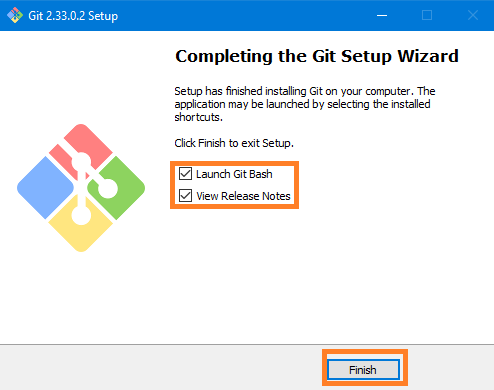 Git 2.33.0.2 Setup
Completing the Git Setup Wizard
Setup has finished installing Git on your computer. The
application may be launched by selecting the installed
shortcuts.
Click Finish to exit Setup.
Launch Git Bash
View Release Notes
Finish